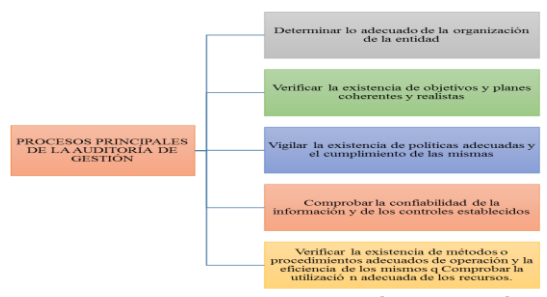 PROCESOS PRINCIPALES
DE LA AUDITORÍA DE
GESTIÓN
Determinar lo adecuado de la organización
de la entidad
Verificar la existencia de objetivos y planes
coherentes y realistas
Vigilar la existencia de políticas adecuadas y
el cumplimiento de las mismas
Comprobar la confiabilidad de la
información y de los controles establecidos
Verificar la existencia de métodos o
procedimientos adecuados de operación y la
eficiencia de los mismos q Comprobar la
utilizació n adecuada de los recursos.